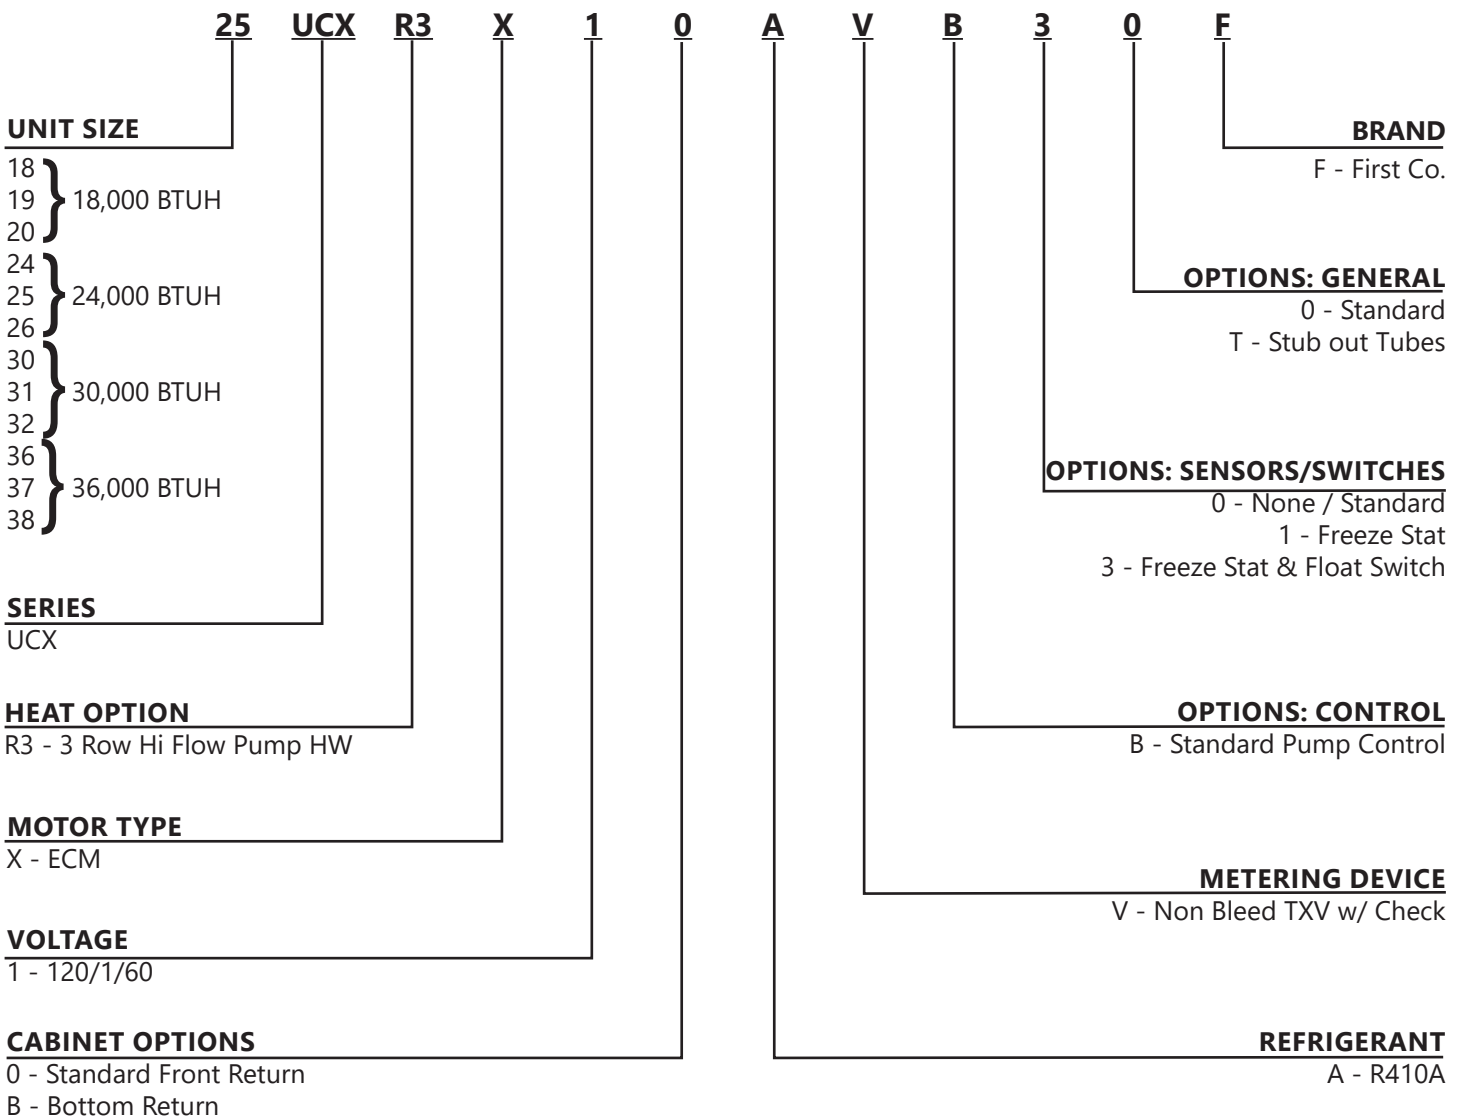 25 UCX R3 X 1 0 A V B 3 0 F
UNIT SIZE
18
19
20
18,000 BTUH
24
25
26
24,000 BTUH
30
31
32
30,000 BTUH
36
37
38
36,000 BTUH
SERIES
UCX
HEAT OPTION
R3 - 3 Row Hi Flow Pump HW
MOTOR TYPE
X - ECM
VOLTAGE
1 - 120/1/60
CABINET OPTIONS
0 - Standard Front Return
B - Bottom Return
BRAND
F - First Co.
OPTIONS: GENERAL
0 - Standard
T - Stub out Tubes
OPTIONS: SENSORS/SWITCHES
0 - None / Standard
1 - Freeze Stat
3 - Freeze Stat & Float Switch
OPTIONS: CONTROL
B - Standard Pump Control
METERING DEVICE
V - Non Bleed TXV w/ Check
REFRIGERANT
A - R410A